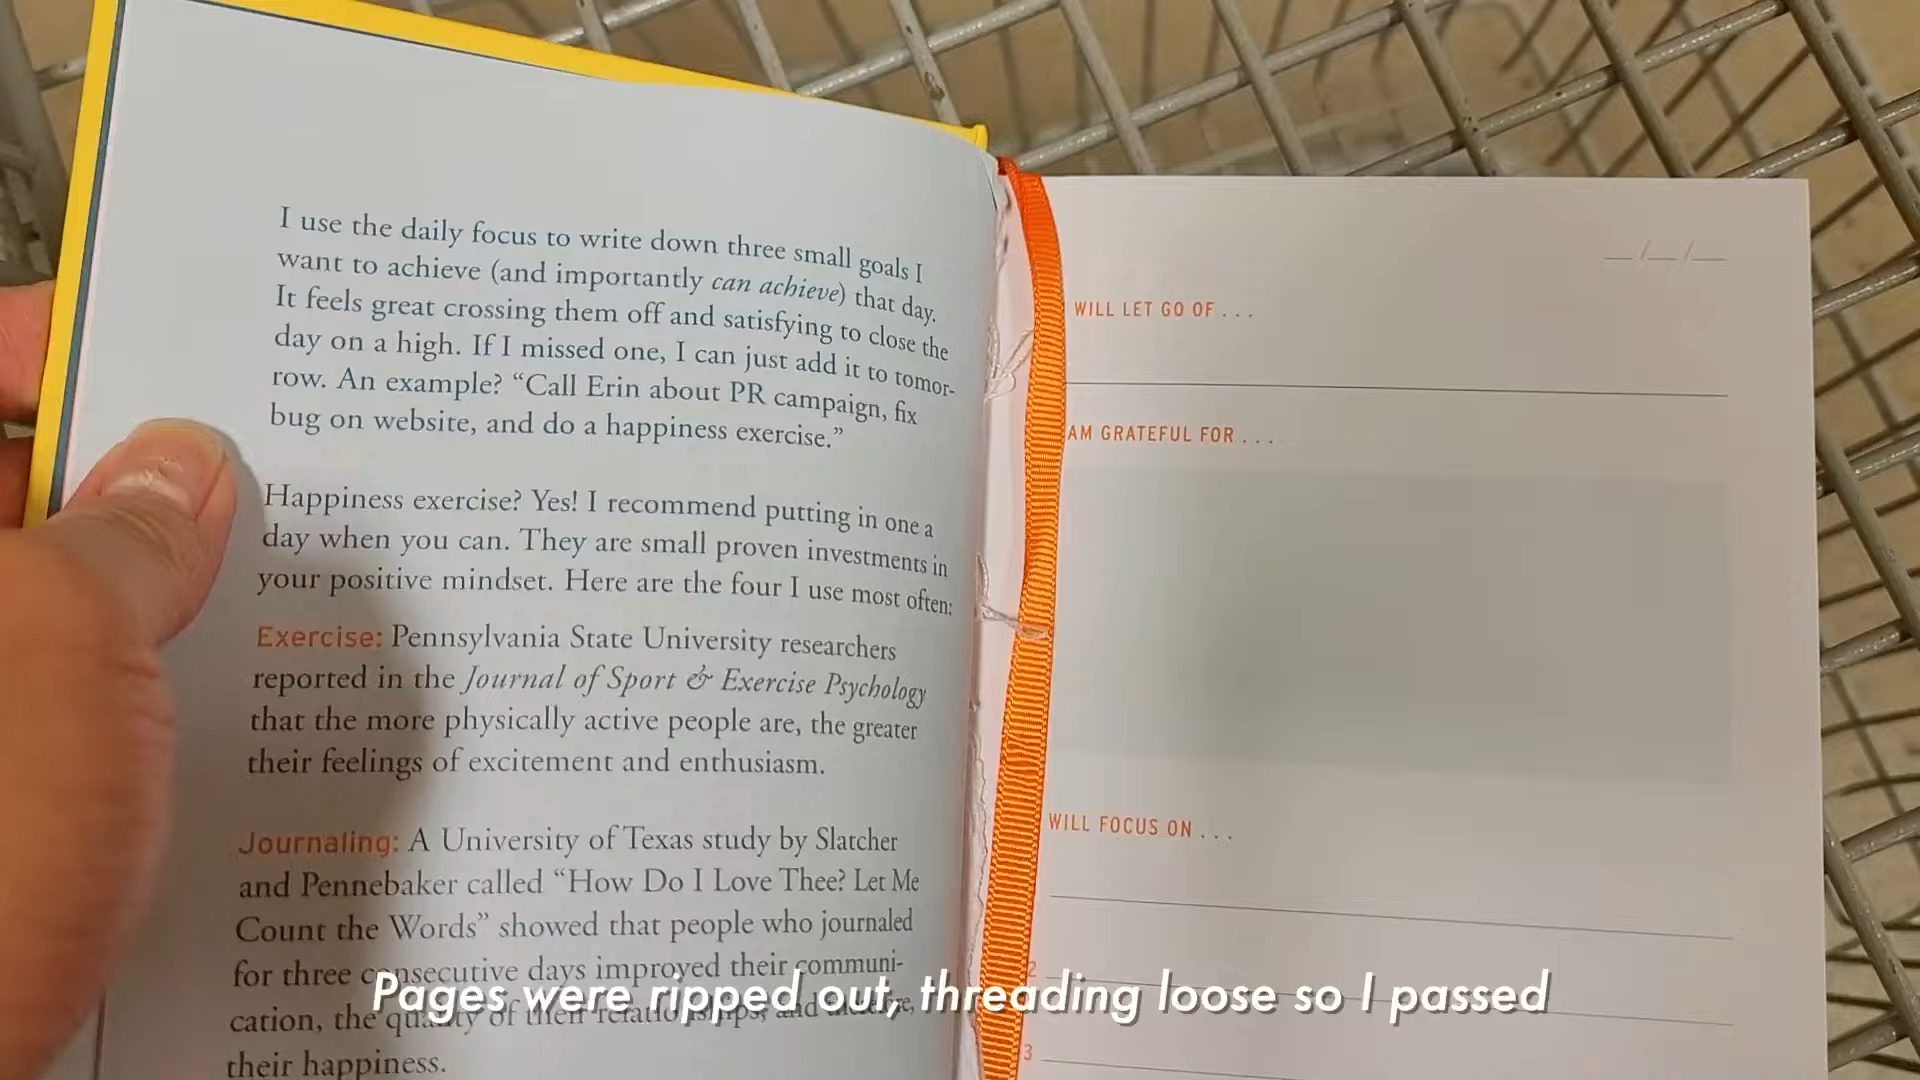 I use the daily focus to write down three small goals I
want to achieve (and importantly can achieve) that day.
It feels great crossing them off and satisfying to close the
day on a high. If I missed one, I can just add it to tomor-
row. An example? “Call Erin about PR campaign, fix
bug on website, and do a happiness exercise.”
Happiness exercise? Yes! I recommend putting in one a
day when you can. They are small proven investments in
your positive mindset. Here are the four I use most often:
Exercise: Pennsylvania State University researchers
reported in the Journal of Sport & Exercise Psychology
that the more physically active people are, the greater
their feelings of excitement and enthusiasm.
Journaling: A University of Texas study by Slatcher
and Pennebaker called “How Do I Love Thee? Let Me
Count the Words” showed that people who journaled
for three consecutive days improved their communi-
cation, the quality of their relationships, and
their happiness.
__/__/__
WILL LET GO OF . . .
AM GRATEFUL FOR . . .
WILL FOCUS ON . . .
2
3
Pages were ripped out, threading loose so I passed